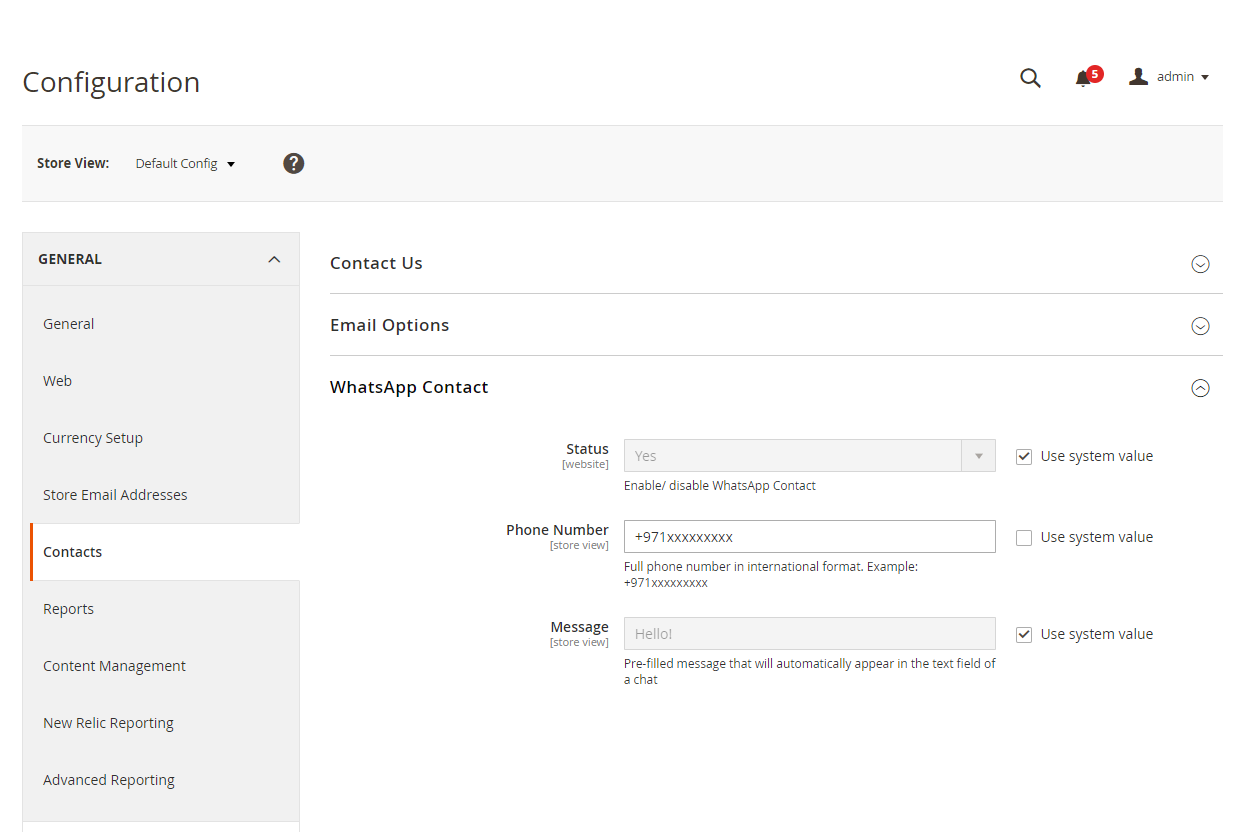 Configuration
5
admin
Store View:
Default Config
?
GENERAL
General
Web
Currency Setup
Store Email Addresses
Contacts
Reports
Content Management
New Relic Reporting
Advanced Reporting
Contact Us
Email Options
WhatsApp Contact
Status
[website]
Yes
Use system value
Enable/ disable WhatsApp Contact
Phone Number
[store view]
+971xxxxxxxxx
Use system value
Full phone number in international format. Example:
+971xxxxxxxxx
Message
[store view]
Hello!
Use system value
Pre-filled message that will automatically appear in the text field of
a chat